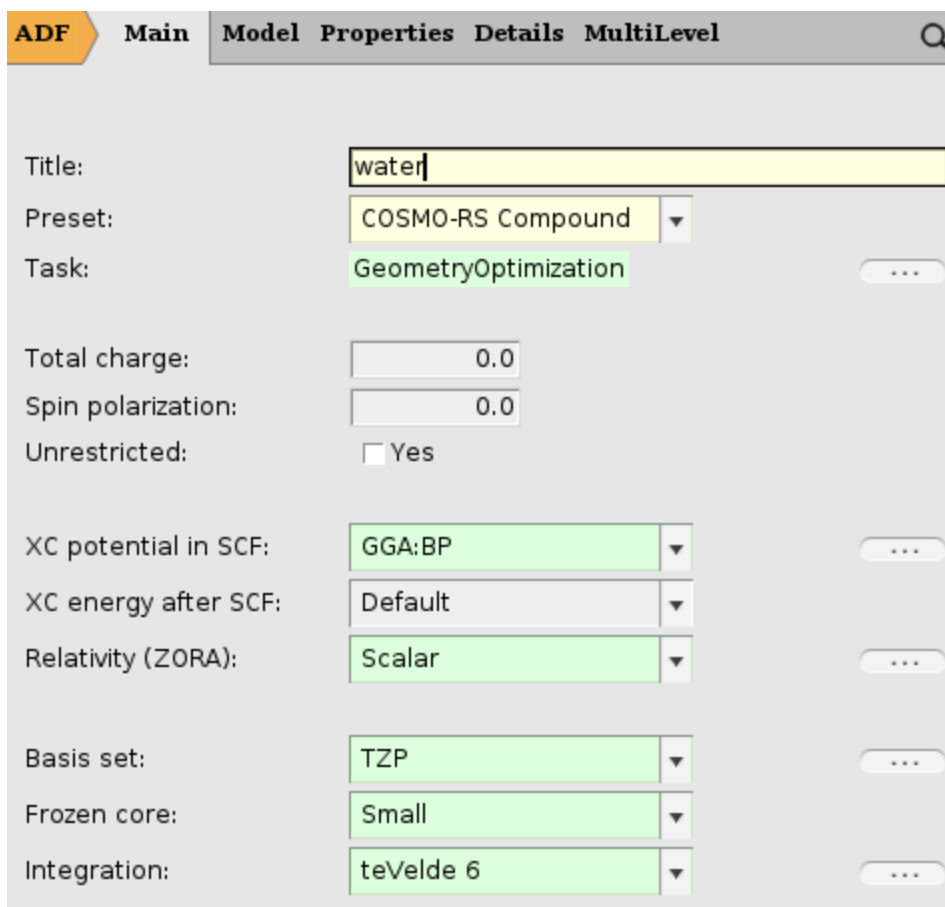 ADF Main Model Properties Details MultiLevel
Title: water
Preset: COSMO-RS Compound
Task: GeometryOptimization ...
Total charge: 0.0
Spin polarization: 0.0
Unrestricted: Yes
XC potential in SCF: GGA:BP ...
XC energy after SCF: Default
Relativity (ZORA): Scalar ...
Basis set: TZP ...
Frozen core: Small
Integration: teVelde 6 ...